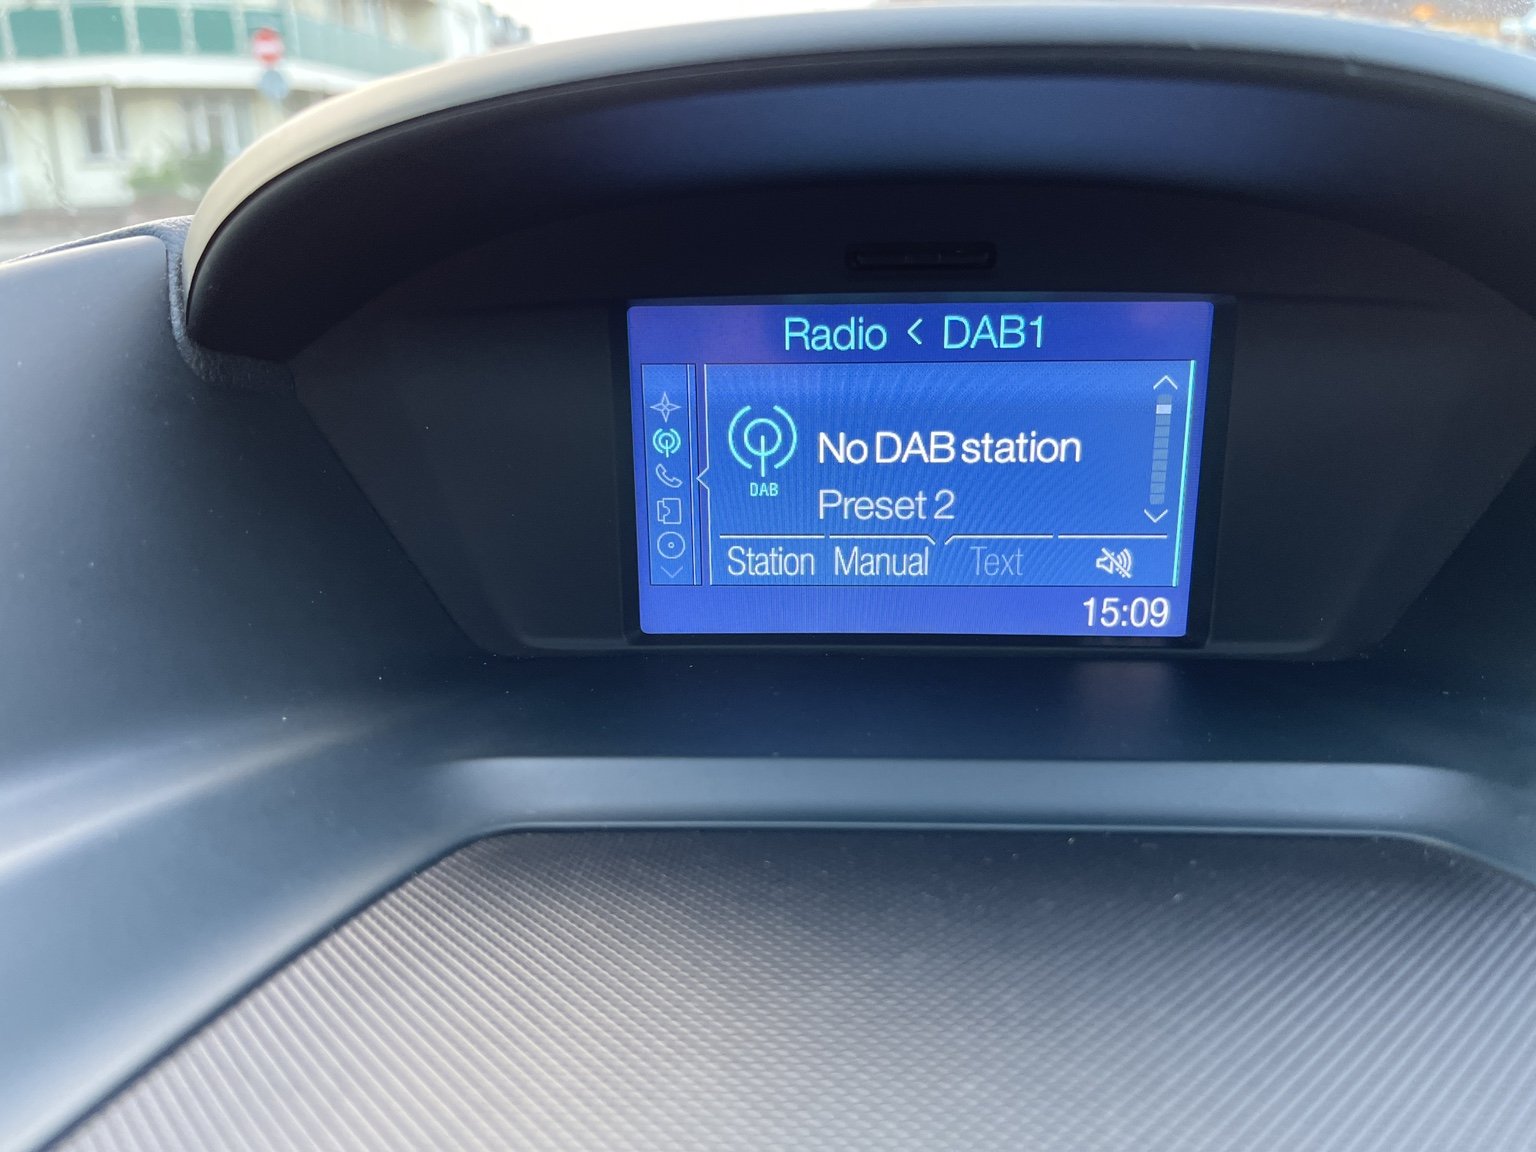 Radio < DAB1
No DAB station
DAB
Preset 2
Station Manual Text
15:09